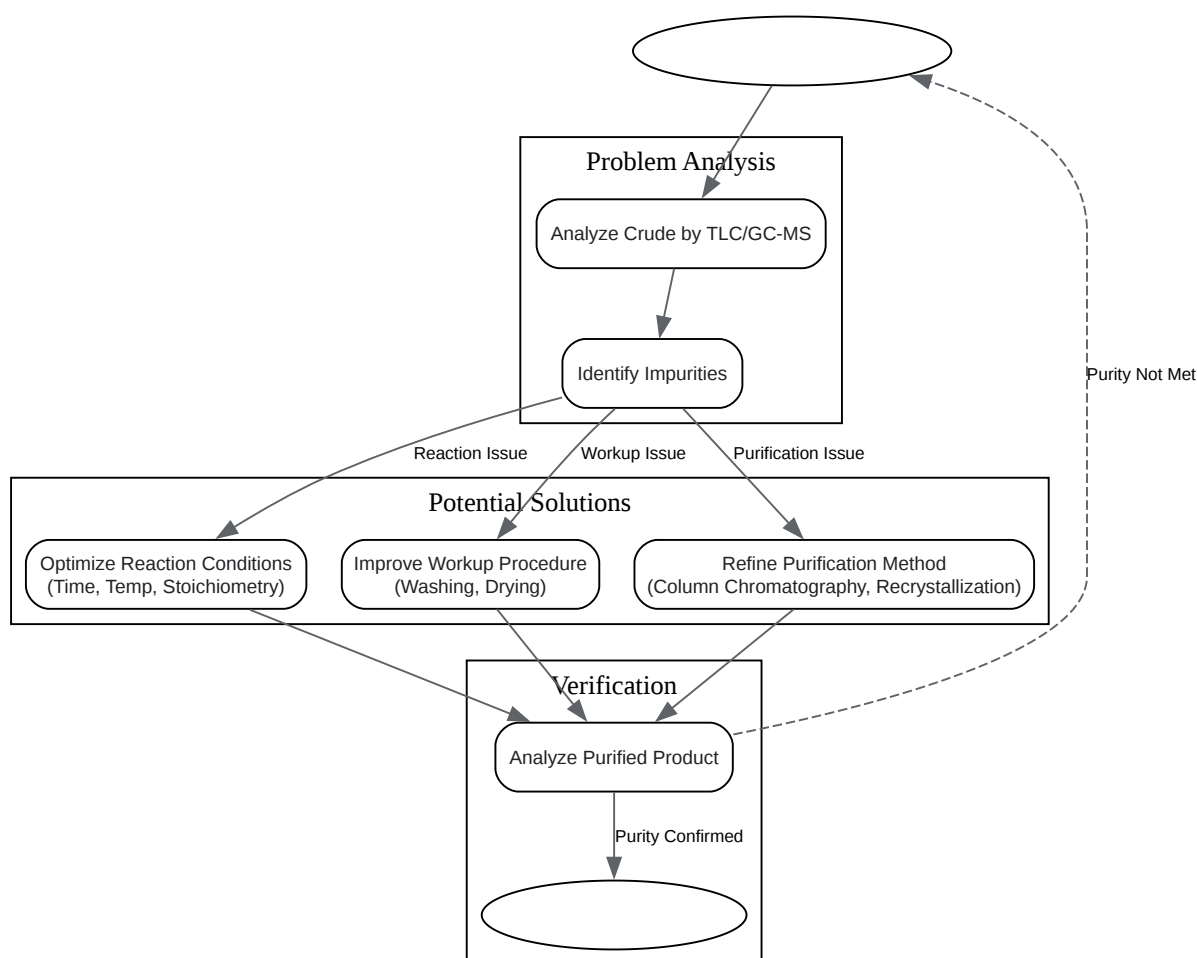 Problem Analysis
Analyze Crude by TLC/GC-MS
Identify Impurities
Purity Not Met
Reaction Issue
Workup Issue
Purification Issue
Potential Solutions
Optimize Reaction Conditions
(Time, Temp, Stoichiometry)
Improve Workup Procedure
(Washing, Drying)
Refine Purification Method
(Column Chromatography, Recrystallization)
Verification
Analyze Purified Product
Purity Confirmed